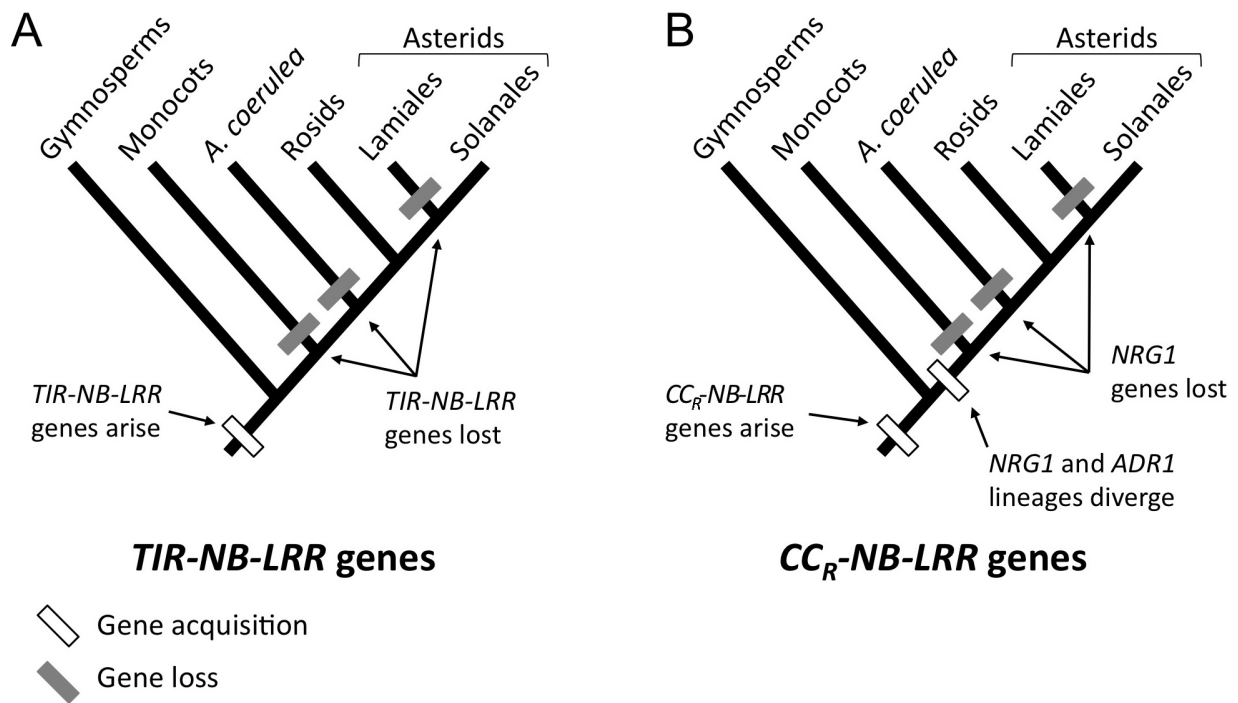 A
Gymnosperms
Monocots
A. coerulea
Rosids
Asterids
Lamiales
Solanales
TIR-NB-LRR
genes arise
TIR-NB-LRR
genes lost
TIR-NB-LRR genes
Gene acquisition
Gene loss
B
Gymnosperms
Monocots
A. coerulea
Rosids
Asterids
Lamiales
Solanales
CCR-NB-LRR
genes arise
NRG1
genes lost
NRG1 and ADR1
lineages diverge
CCR-NB-LRR genes